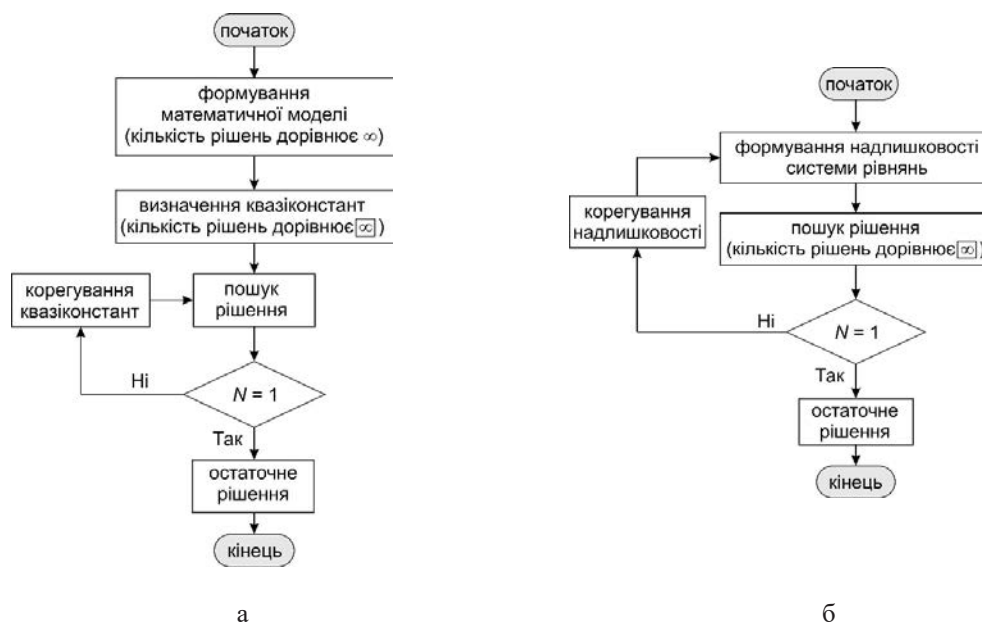 початок
формування
математичної моделі
(кількість рішень дорівнює ∞)
визначення квазіконстант
(кількість рішень дорівнює ∞)
корегування
квазіконстант
пошук
рішення
Ні
N = 1
Так
остаточне
рішення
кінець
а
початок
формування надлишковості
системи рівнянь
корегування
надлишковості
пошук рішення
(кількість рішень дорівнює ∞)
Ні
N = 1
Так
остаточне
рішення
кінець
б